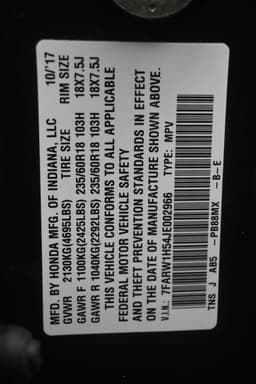 MFD. BY HONDA MFG. OF INDIANA, LLC 10/'17
GVWR 2130KG(4695LBS) TIRE SIZE RIM SIZE
GAWR F 1100KG(2425LBS) 235/60R18 103H 18X7.5J
GAWR R 1040KG(2292LBS) 235/60R18 103H 18X7.5J
THIS VEHICLE CONFORMS TO ALL APPLICABLE
FEDERAL MOTOR VEHICLE SAFETY
AND THEFT PREVENTION STANDARDS IN EFFECT
ON THE DATE OF MANUFACTURE SHOWN ABOVE.
V.I.N.: 7FARW1H54JE002966 TYPE: MPV
TNS J AB5 -PB88MX -B-E